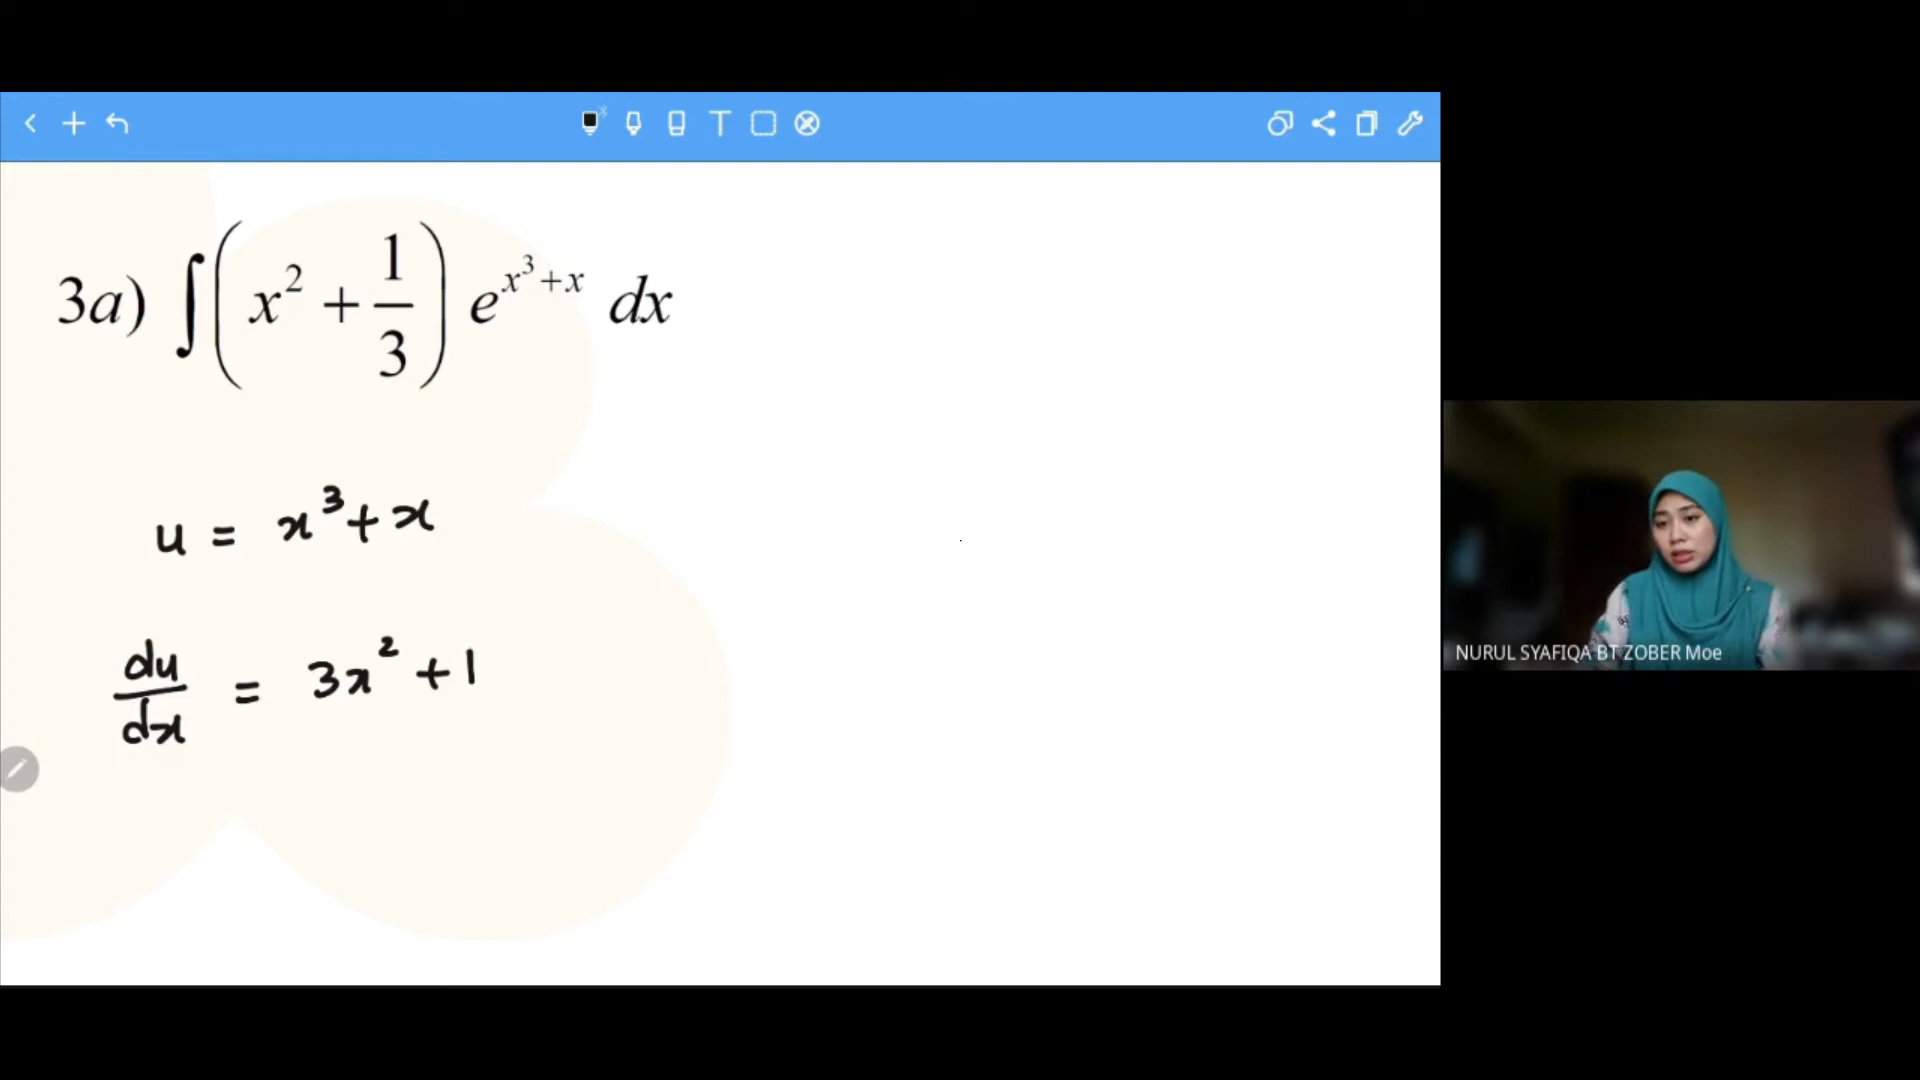 3a) ∫(x² + 1/3) e^(x³+x) dx
u = x³ + x
du/dx = 3x² + 1
NURUL SYAFIQA BT ZOBER Moe